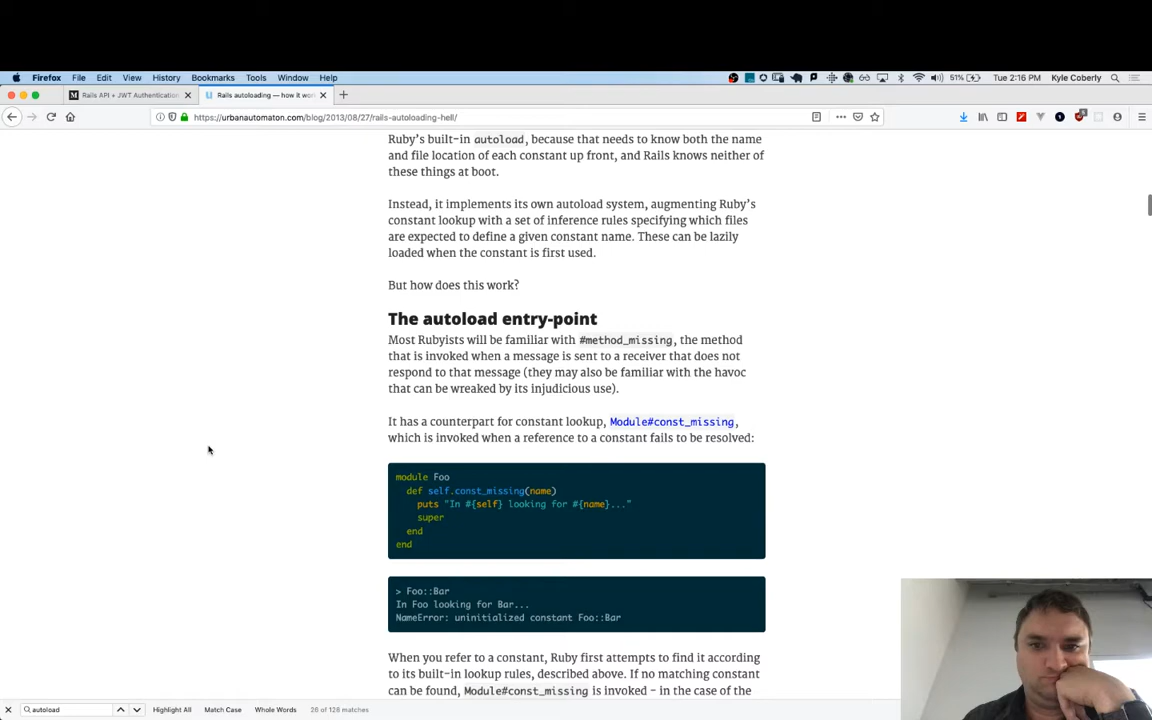 Firefox File Edit View History Bookmarks Tools Window Help 51% Tue 2:16 PM Kyle Coberly
Rails API + JWT Authentication
Rails autoloading — how it wor
https://urbanautomaton.com/blog/2013/08/27/rails-autoloading-hell/
Ruby's built-in autoload, because that needs to know both the name
and file location of each constant up front, and Rails knows neither of
these things at boot.
Instead, it implements its own autoload system, augmenting Ruby's
constant lookup with a set of inference rules specifying which files
are expected to define a given constant name. These can be lazily
loaded when the constant is first used.
But how does this work?
The autoload entry-point
Most Rubyists will be familiar with #method_missing, the method
that is invoked when a message is sent to a receiver that does not
respond to that message (they may also be familiar with the havoc
that can be wreaked by its injudicious use).
It has a counterpart for constant lookup, Module#const_missing,
which is invoked when a reference to a constant fails to be resolved:
module Foo
def self.const_missing(name)
puts "In #{self} looking for #{name}..."
super
end
end
> Foo::Bar
In Foo looking for Bar...
NameError: uninitialized constant Foo::Bar
When you refer to a constant, Ruby first attempts to find it according
to its built-in lookup rules, described above. If no matching constant
can be found, Module#const_missing is invoked - in the case of the
autoload Highlight All Match Case Whole Words 26 of 128 matches